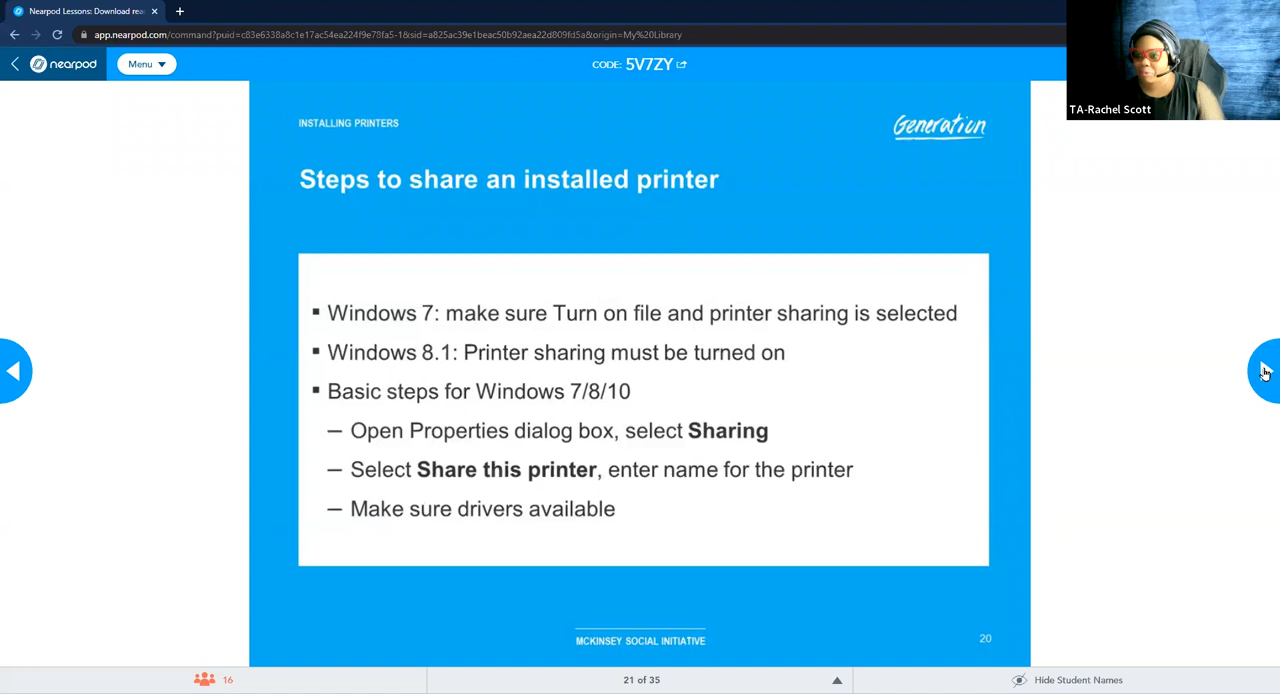 Nearpod Lessons: Download rea
app.nearpod.com/command?puid=c83e6338a8c1e17ac54ea224f9e78fa5-1&sid=a825ac39e1beac50b92aea22d809fd5a&origin=My%20Library
nearpod
Menu
CODE: 5V7ZY
TA-Rachel Scott
INSTALLING PRINTERS
Generation
Steps to share an installed printer
▪ Windows 7: make sure Turn on file and printer sharing is selected
▪ Windows 8.1: Printer sharing must be turned on
▪ Basic steps for Windows 7/8/10
– Open Properties dialog box, select Sharing
– Select Share this printer, enter name for the printer
– Make sure drivers available
MCKINSEY SOCIAL INITIATIVE
20
16
21 of 35
Hide Student Names